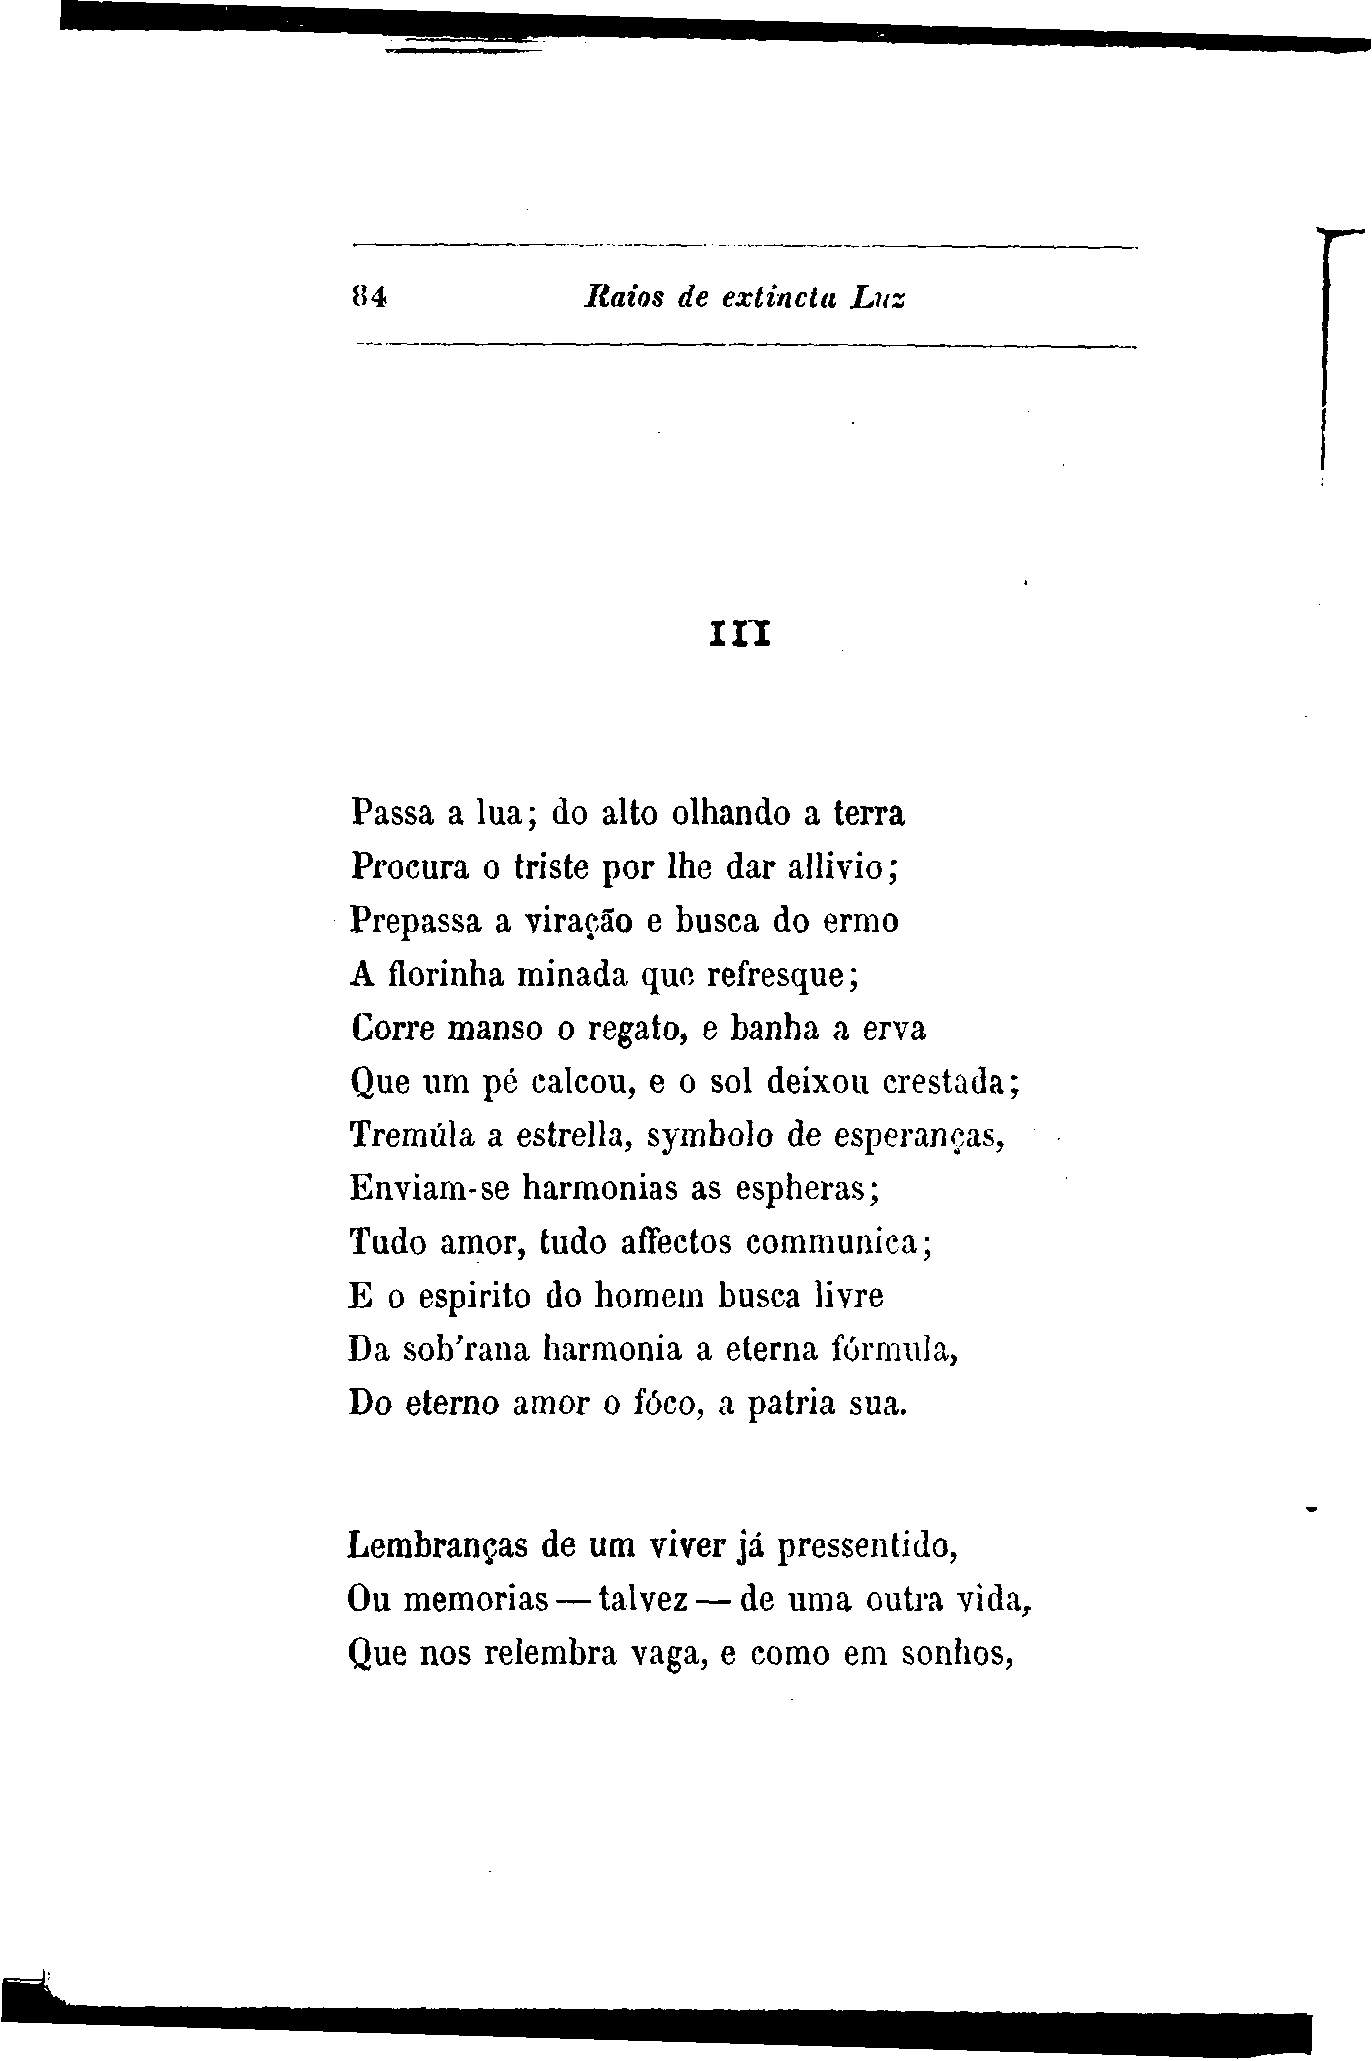 84 Raios de extincta Luz
III
Passa a lua; do alto olhando a terra
Procura o triste por lhe dar allivio;
Prepassa a viração e busca do ermo
A florinha minada que refresque;
Corre manso o regato, e banha a erva
Que um pé calcou, e o sol deixou crestada;
Tremúla a estrella, symbolo de esperanças,
Enviam-se harmonias as espheras;
Tudo amor, tudo affectos communica;
E o espirito do homem busca livre
Da sob'rana harmonia a eterna fórmula,
Do eterno amor o fóco, a patria sua.
Lembranças de um viver já pressentido,
Ou memorias — talvez — de uma outra vida,
Que nos relembra vaga, e como em sonhos,